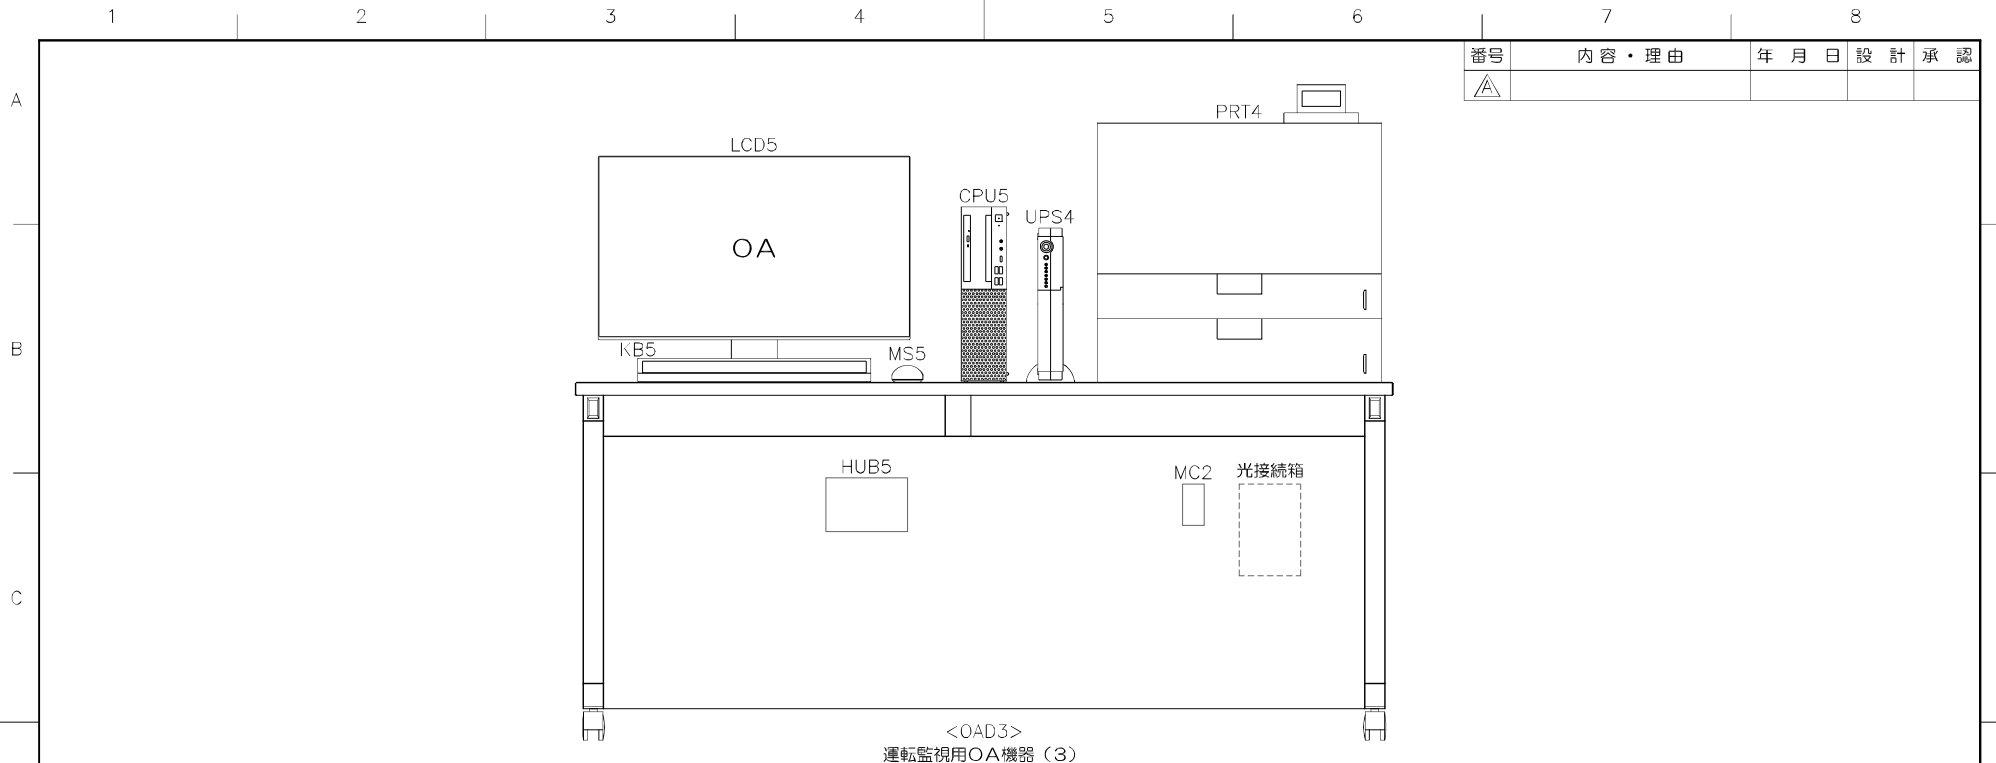 1 2 3 4 5 6 7 8
番号 内容・理由 年月日 設計 承認
A
A
PRT4
LCD5
CPU5
UPS4
OA
B
KB5
MS5
HUB5
MC2
光接続箱
C
<OAD3>
運転監視用OA機器（3）